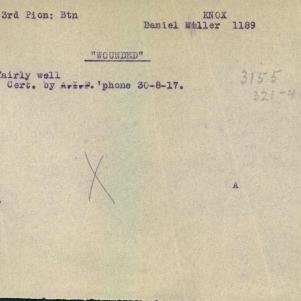 3rd Pion: Btn KNOX
Daniel Miller 1189
"WOUNDED"
Fairly well
Cert. by A.I.F. 'phone 30-8-17.
3155
A